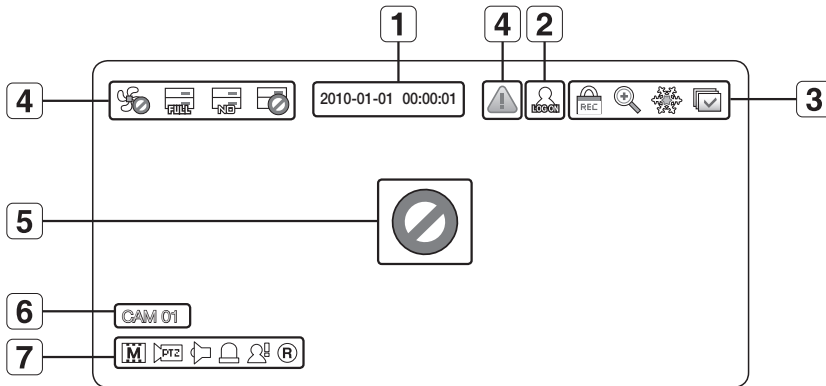 1
4
2
4
FULL
NO
2010-01-01 00:00:01
LOG ON
REC
3
5
6
CAM 01
7
M
PTZ
R